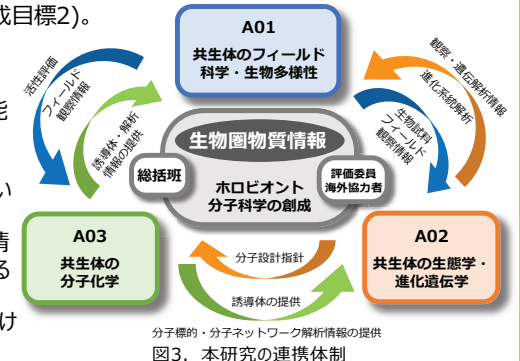 成目標2)。
能
い
情
る
け
A01
共生体のフィールド
科学・生物多様性
活性評価
フィールド
観察情報
誘導体・解析
情報の提供
観察・遺伝解析情報
進化系統解析
生物試料
フィールド
観察情報
生物圏物質情報
総括班
評価委員
海外協力者
ホロビオント
分子科学の創成
A03
共生体の
分子化学
A02
共生体の生態学・
進化遺伝学
分子設計指針
誘導体の提供
分子標的・分子ネットワーク解析情報の提供
図3. 本研究の連携体制